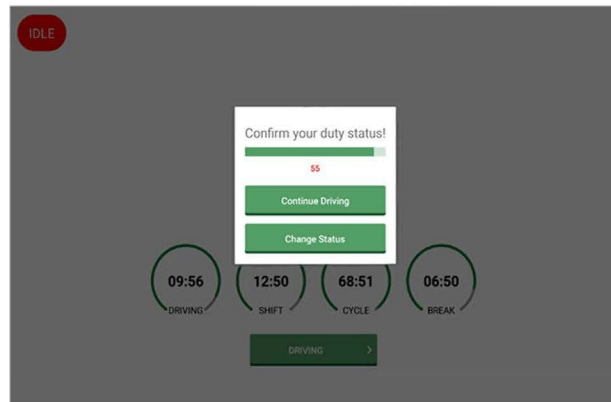 IDLE
Confirm your duty status!
55
Continue Driving
Change Status
09:56 12:50 68:51 06:50
DRIVING SHIFT CYCLE BREAK
DRIVING